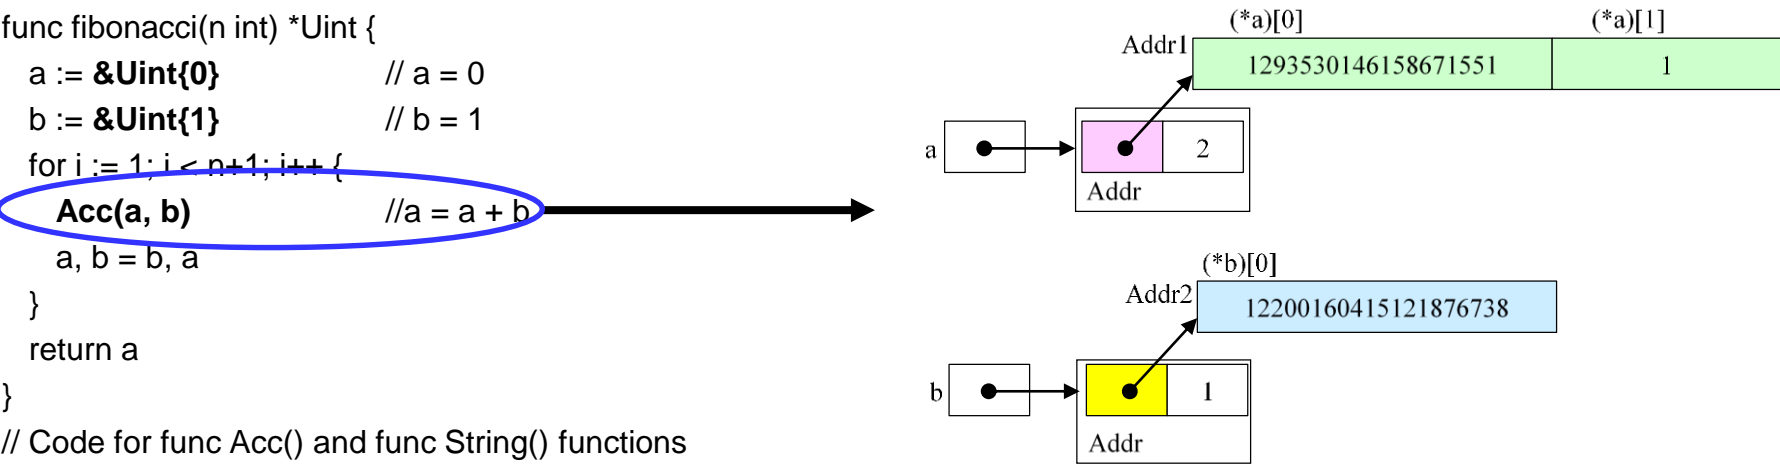 func fibonacci(n int) *Uint {
a := &Uint{0} // a = 0
b := &Uint{1} // b = 1
for i := 1; i < n+1; i++ {
Acc(a, b) //a = a + b
a, b = b, a
}
return a
}
// Code for func Acc() and func String() functions
(*a)[0] (*a)[1]
Addr1
1293530146158671551 1
a
2
Addr
(*b)[0]
Addr2
12200160415121876738
b
1
Addr